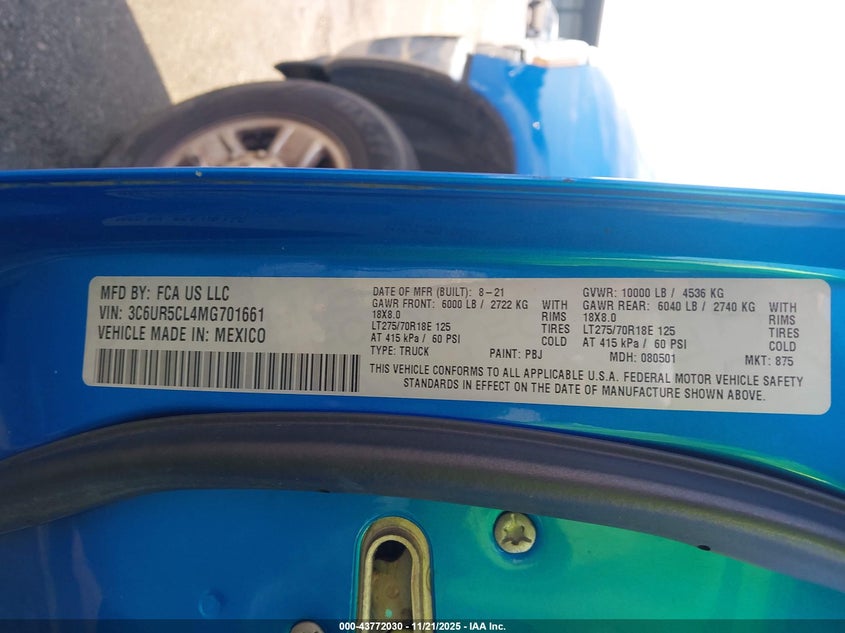 MFD BY: FCA US LLC
VIN: 3C6UR5CL4MG701661
VEHICLE MADE IN: MEXICO
DATE OF MFR (BUILT): 8-21
GAWR FRONT: 6000 LB / 2722 KG WITH
18X8.0 RIMS
LT275/70R18E 125 TIRES
AT 415 kPa / 60 PSI COLD
TYPE: TRUCK PAINT: PBJ
GVWR: 10000 LB / 4536 KG
GAWR REAR: 6040 LB / 2740 KG WITH
18X8.0 RIMS
LT275/70R18E 125 TIRES
AT 415 kPa / 60 PSI COLD
MDH: 080501 MKT: 875
THIS VEHICLE CONFORMS TO ALL APPLICABLE U.S.A. FEDERAL MOTOR VEHICLE SAFETY
STANDARDS IN EFFECT ON THE DATE OF MANUFACTURE SHOWN ABOVE.
000-43772030 - 11/21/2025 - IAA Inc.